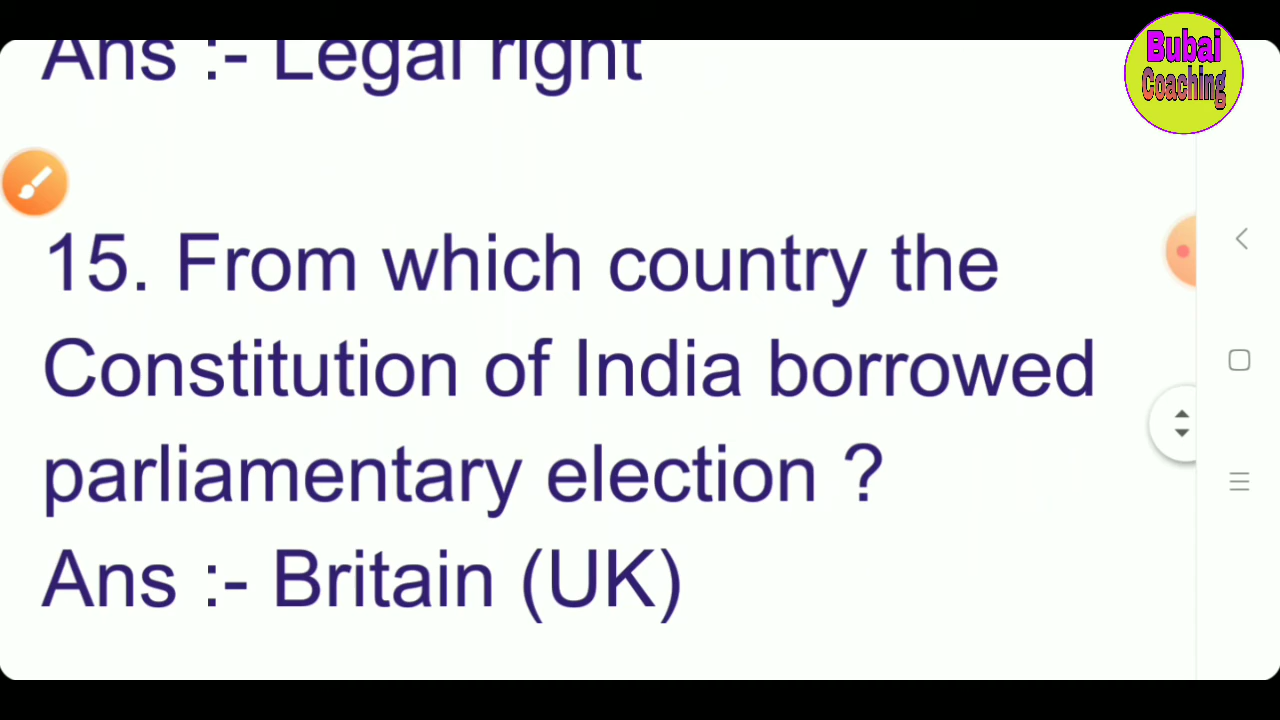 Ans :- Legal right
Bubai
Coaching
15. From which country the
Constitution of India borrowed
parliamentary election ?
Ans :- Britain (UK)